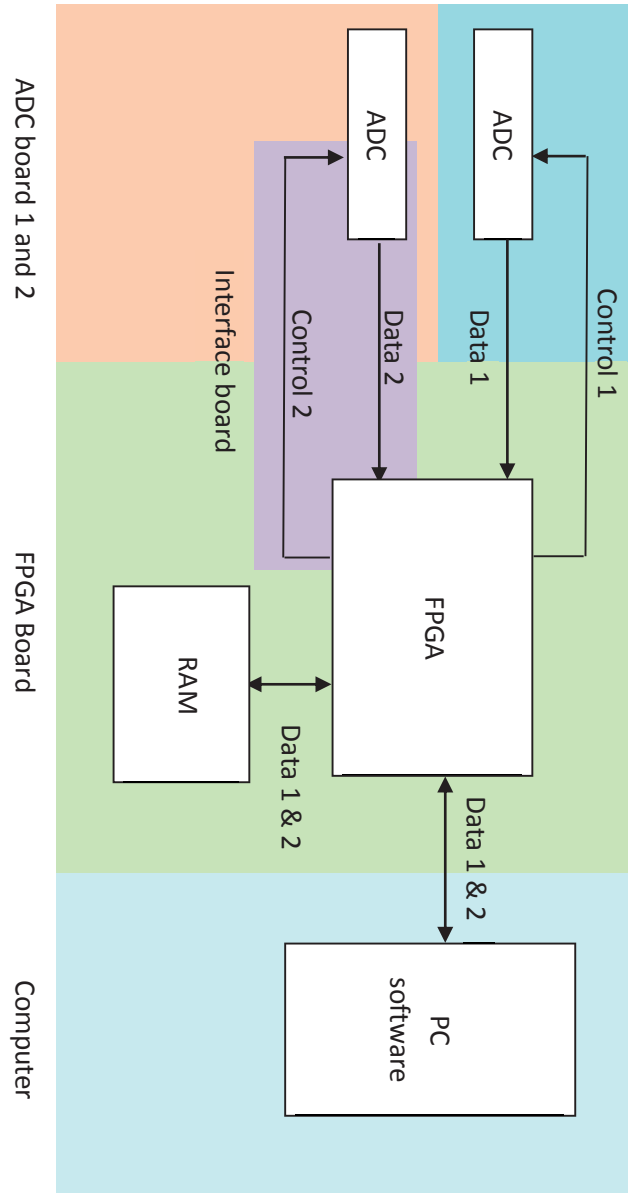 Control 1
ADC
Data 1
Data 1 & 2
FPGA
PC
software
ADC
Data 2
Control 2
Data 1 & 2
Interface board
RAM
ADC board 1 and 2
FPGA Board
Computer